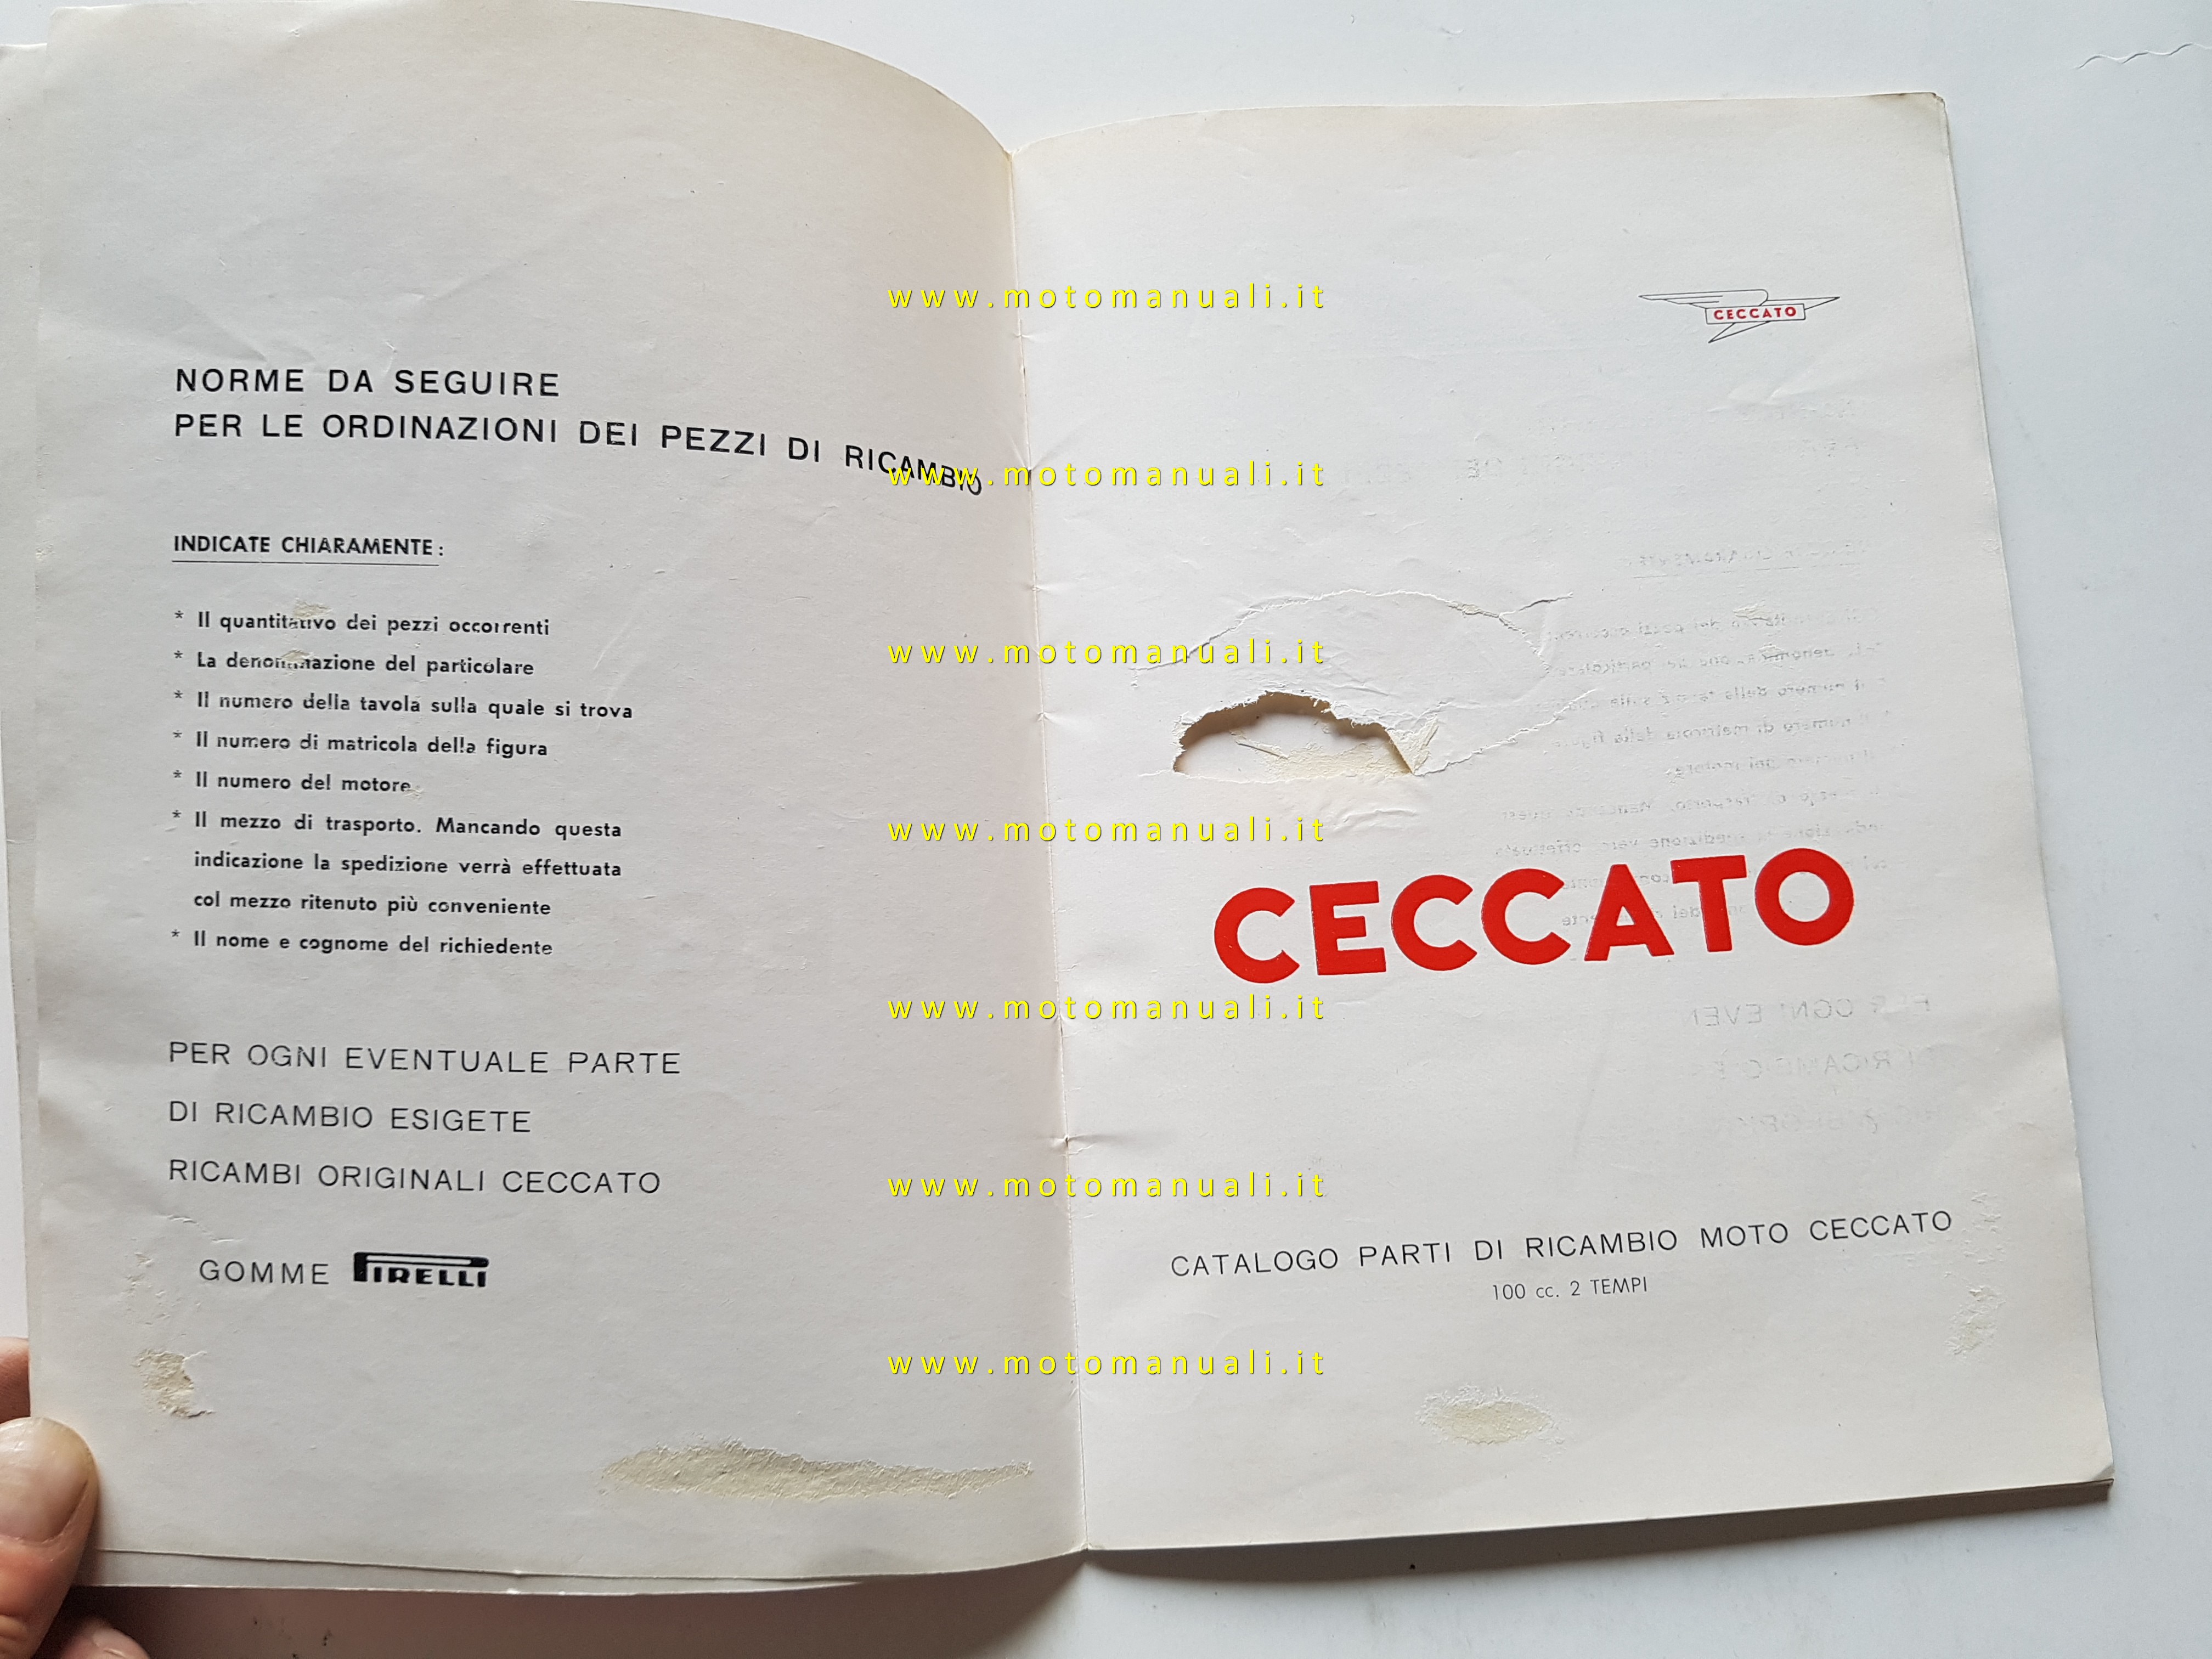 NORME DA SEGUIRE
PER LE ORDINAZIONI DEI PEZZI DI RICAMBIO
INDICATE CHIARAMENTE :
* Il quantitativo dei pezzi occorrenti
* La denominazione del particolare
* Il numero della tavola sulla quale si trova
* Il numero di matricola della figura
* Il numero del motore
* Il mezzo di trasporto. Mancando questa
indicazione la spedizione verrà effettuata
col mezzo ritenuto più conveniente
* Il nome e cognome del richiedente
PER OGNI EVENTUALE PARTE
DI RICAMBIO ESIGETE
RICAMBI ORIGINALI CECCATO
GOMME PIRELLI
CECCATO
CECCATO
CATALOGO PARTI DI RICAMBIO MOTO CECCATO
100 cc. 2 TEMPI
www.motomanuali.it
www.motomanuali.it
www.motomanuali.it
www.motomanuali.it
www.motomanuali.it
www.motomanuali.it
www.motomanuali.it